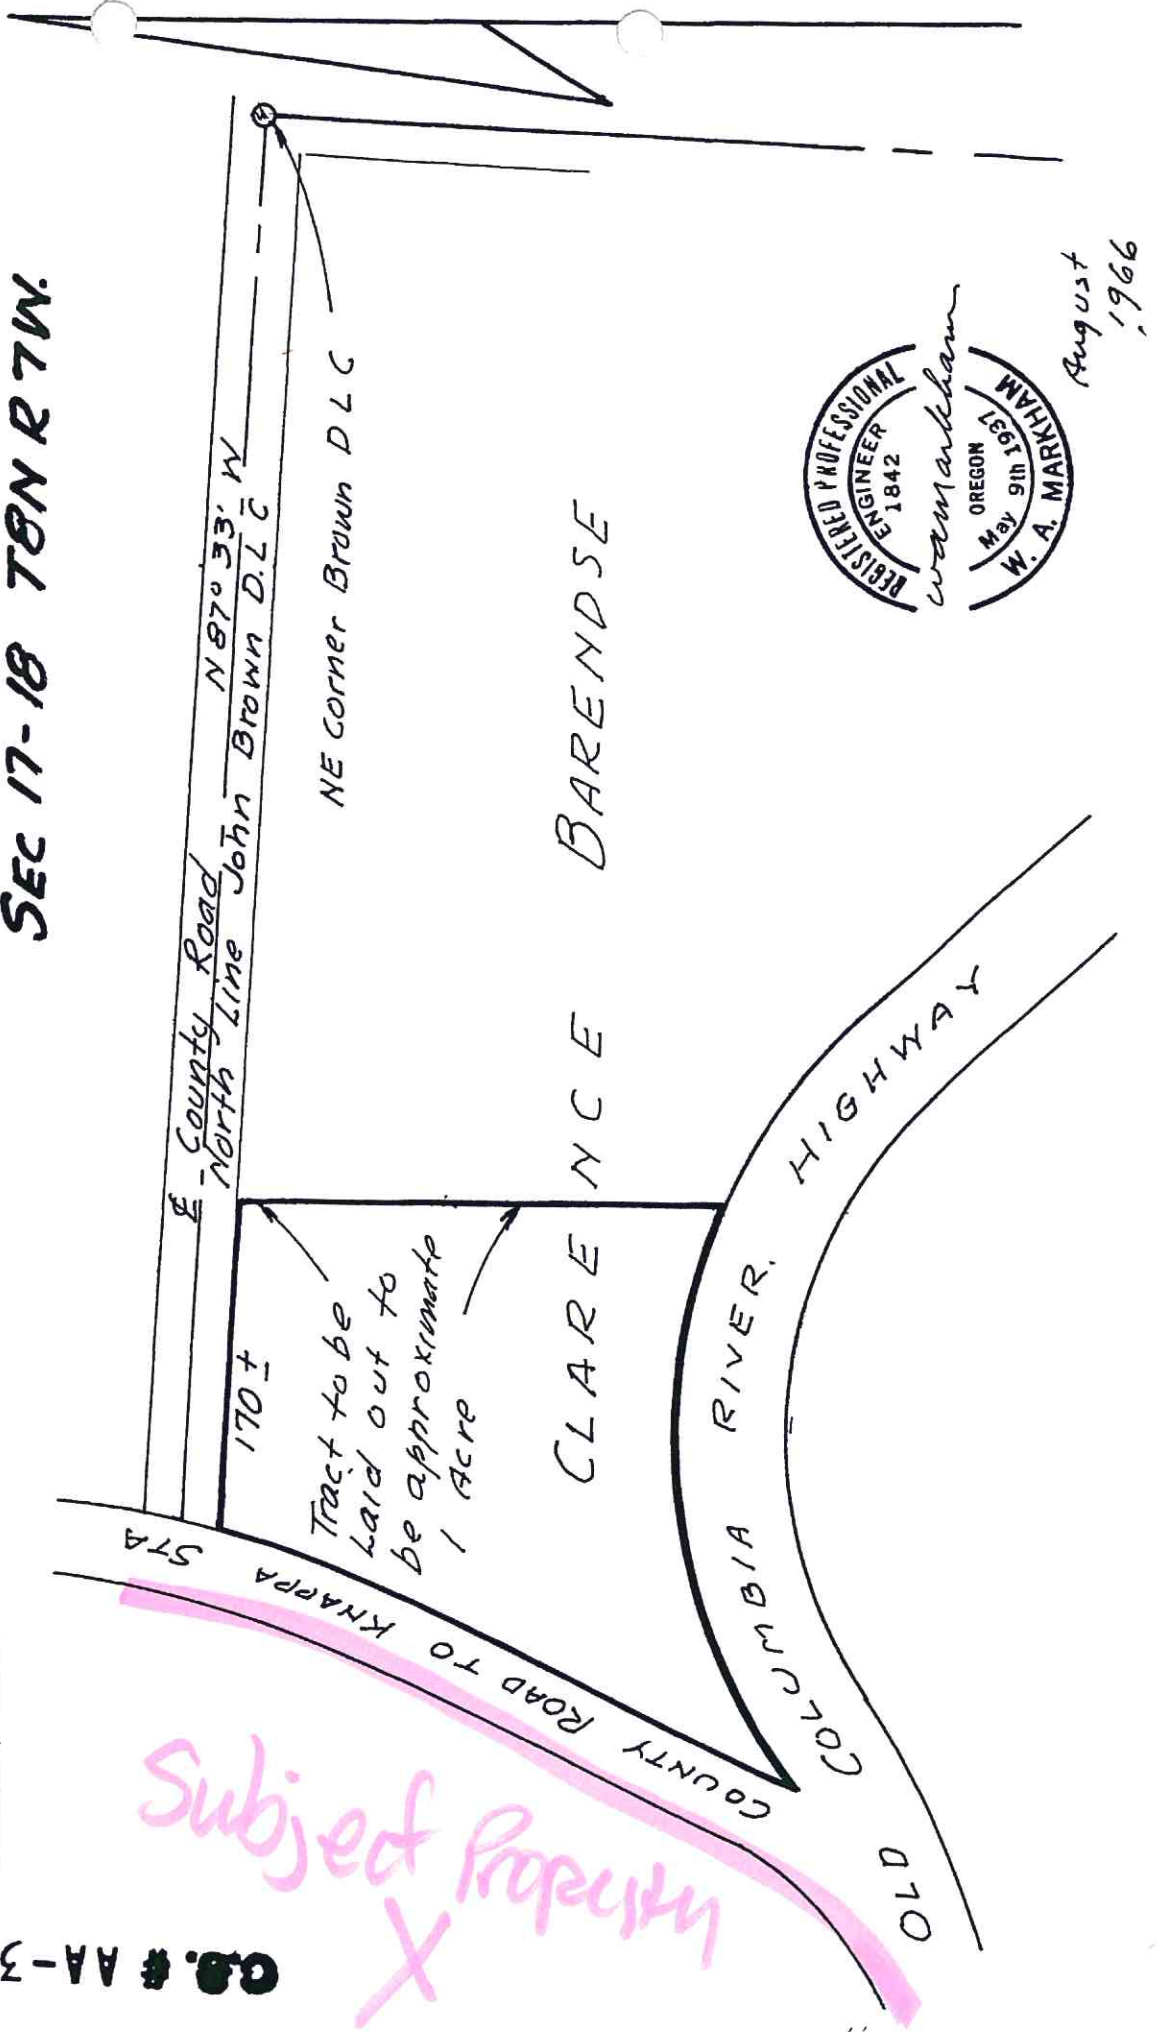 SEC 17-18 T8N R7W.
℄ County Road N 87° 33' W
North Line John Brown D.L.C
NE Corner Brown DLC
170 ±
Tract to be
Laid out to
be approximate
1 Acre
CLARENCE BARENDSE
COUNTY ROAD TO KNAPPA STA
OLD COLUMBIA RIVER. HIGHWAY
REGISTERED PROFESSIONAL
ENGINEER
1842
wamarkham
OREGON
May 9th 1937
W. A. MARKHAM
August
1966
Subject Property
X
# AA-3